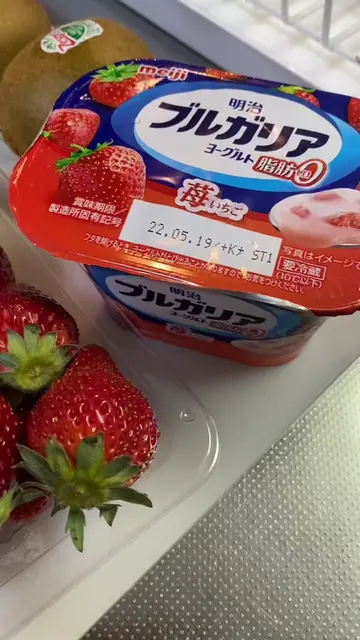 meiji
明治
ブルガリア
ヨーグルト 脂肪0
苺いちご
賞味期限
製造所固有記号
22.05.19/+K+ ST1
写真はイメージで
要冷蔵
(10℃以下)
明治
ブルガリア